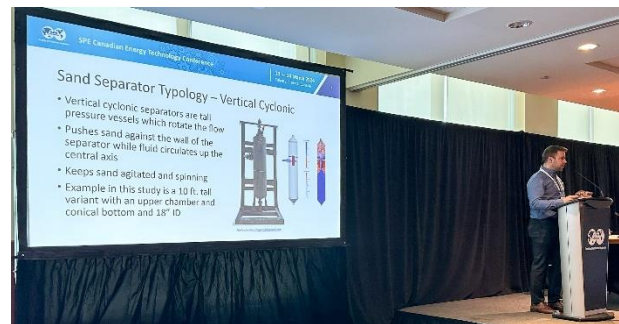 SPE Canadian Energy Technology Conference
Sand Separator Typology – Vertical Cyclonic
• Vertical cyclonic separators are tall
pressure vessels which rotate the flow
• Pushes sand against the wall of the
separator while fluid circulates up the
central axis
• Keeps sand agitated and spinning
• Example in this study is a 10 ft. tall
variant with an upper chamber and
conical bottom and 18" ID